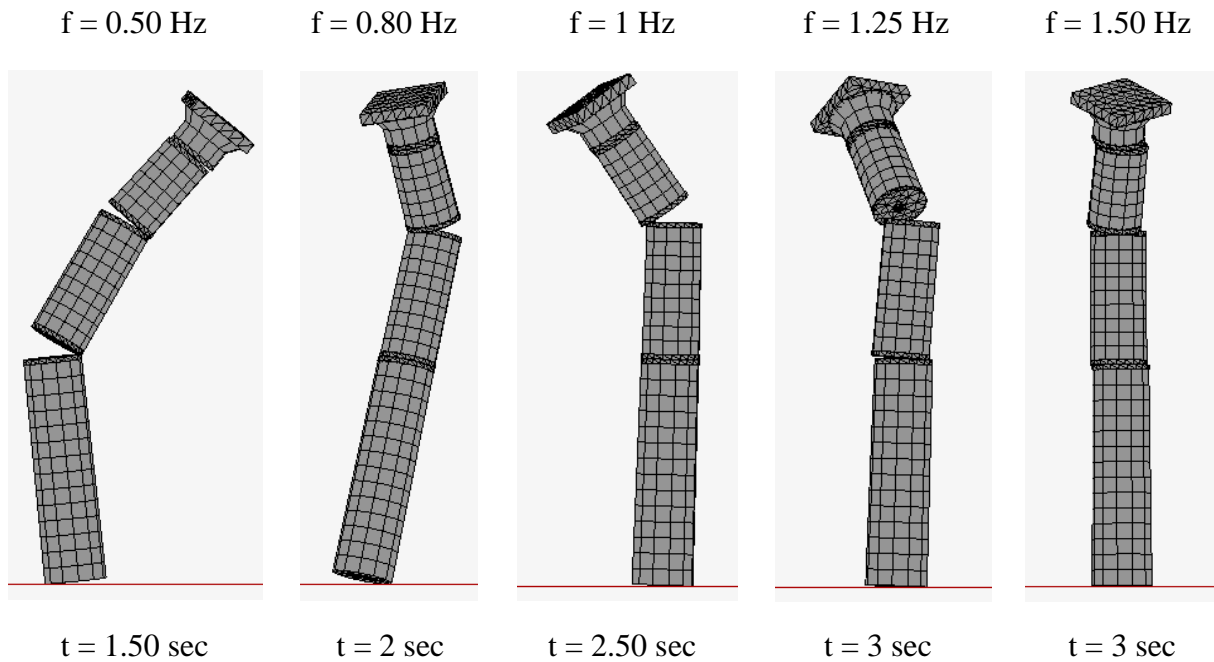 f = 0.50 Hz f = 0.80 Hz f = 1 Hz f = 1.25 Hz f = 1.50 Hz
t = 1.50 sec t = 2 sec t = 2.50 sec t = 3 sec t = 3 sec